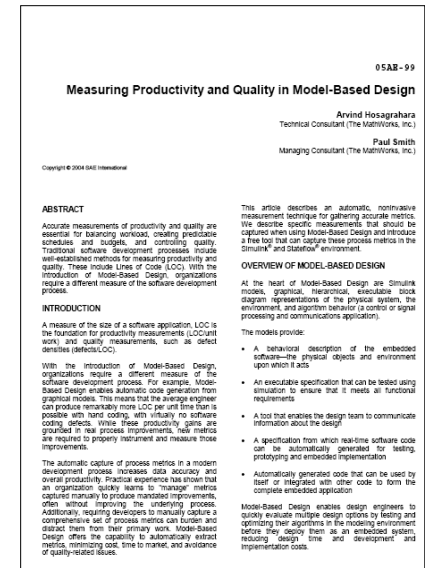 05AE-99
Measuring Productivity and Quality in Model-Based Design
Arvind Hosagrahara
Technical Consultant (The MathWorks, Inc.)
Paul Smith
Managing Consultant (The MathWorks, Inc.)
Copyright © 2004 SAE International
ABSTRACT
Accurate measurements of productivity and quality are
essential for balancing workload, creating predictable
schedules and budgets, and controlling quality.
Traditional software development processes include
well-established methods for measuring productivity and
quality. These include Lines of Code (LOC). With the
introduction of Model-Based Design, organizations
require a different measure of the software development
process.
INTRODUCTION
A measure of the size of a software application, LOC is
the foundation for productivity measurements (LOC/unit
work) and quality measurements, such as defect
densities (defects/LOC).
With the introduction of Model-Based Design,
organizations require a different measure of the
software development process. For example, Model-
Based Design enables automatic code generation from
graphical models. This means that the average engineer
can produce remarkably more LOC per unit time than is
possible with hand coding, with virtually no software
coding defects. While these productivity gains are
grounded in real process improvements, new metrics
are required to properly instrument and measure those
improvements.
The automatic capture of process metrics in a modern
development process increases data accuracy and
overall productivity. Practical experience has shown that
an organization quickly learns to "manage" metrics
captured manually to produce mandated improvements,
often without improving the underlying process.
Additionally, requiring developers to manually capture a
comprehensive set of process metrics can burden and
distract them from their primary work. Model-Based
Design offers the capability to automatically extract
metrics, minimizing cost, time to market, and avoidance
of quality-related issues.
This article describes an automatic, noninvasive
measurement technique for gathering accurate metrics.
We describe specific measurements that should be
captured when using Model-Based Design and introduce
a free tool that can capture these process metrics in the
Simulink® and Stateflow® environment.
OVERVIEW OF MODEL-BASED DESIGN
At the heart of Model-Based Design are Simulink
models, graphical, hierarchical, executable block
diagram representations of the physical system, the
environment, and algorithm behavior (a control or signal
processing and communications application).
The models provide:
• A behavioral description of the embedded
software—the physical objects and environment
upon which it acts
• An executable specification that can be tested using
simulation to ensure that it meets all functional
requirements
• A tool that enables the design team to communicate
information about the design
• A specification from which real-time software code
can be automatically generated for testing,
prototyping and embedded implementation
• Automatically generated code that can be used by
itself or integrated with other code to form the
complete embedded application
Model-Based Design enables design engineers to
quickly evaluate multiple design options by testing and
optimizing their algorithms in the modeling environment
before they deploy them as an embedded system,
reducing design time and development and
implementation costs.